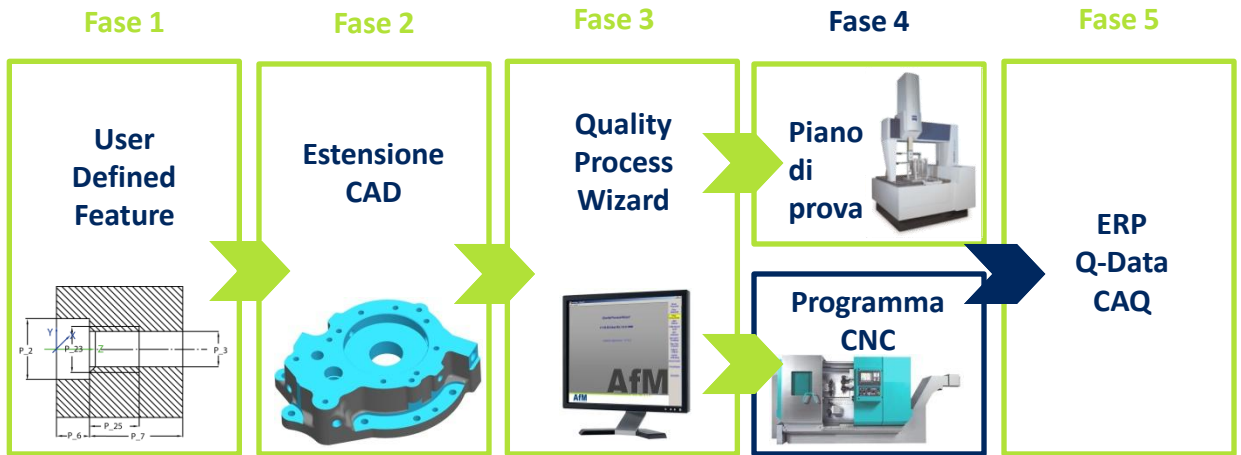 Fase 1
Fase 2
Fase 3
Fase 4
Fase 5
User
Defined
Feature
Y
X
Z
P_2
P_23
P_3
P_25
P_6
P_7
Estensione
CAD
Quality
Process
Wizard
AfM
AfM
Piano
di
prova
Programma
CNC
ERP
Q-Data
CAQ